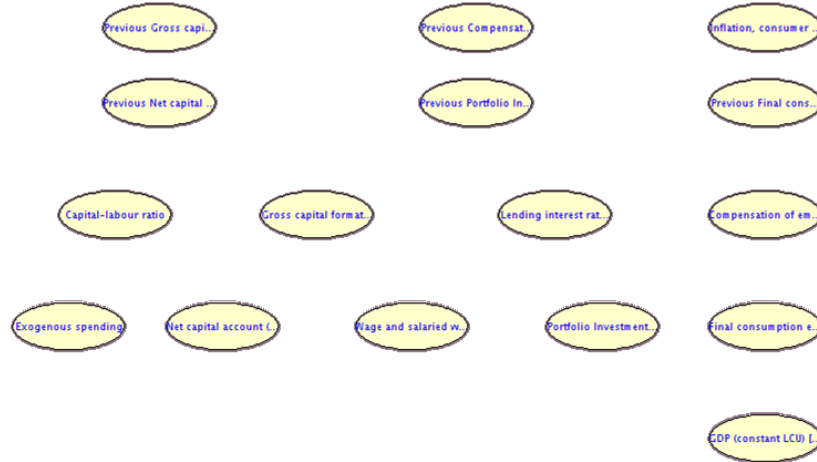 Previous Gross capi...
Previous Compensat...
Inflation, consumer ...
Previous Net capital ...
Previous Portfolio In...
Previous Final cons...
Capital-labour ratio
Gross capital format...
Lending interest rat...
Compensation of em...
Exogenous spending
Net capital account (...
Wage and salaried w...
Portfolio Investment...
Final consumption e...
GDP (constant LCU) [...